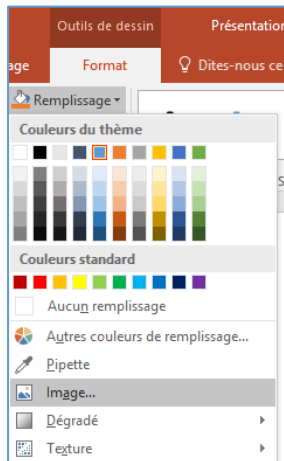 Outils de dessin Présentation
age Format Dites-nous ce
Remplissage
Couleurs du thème
Couleurs standard
Aucun remplissage
Autres couleurs de remplissage...
Pipette
Image...
Dégradé
Texture